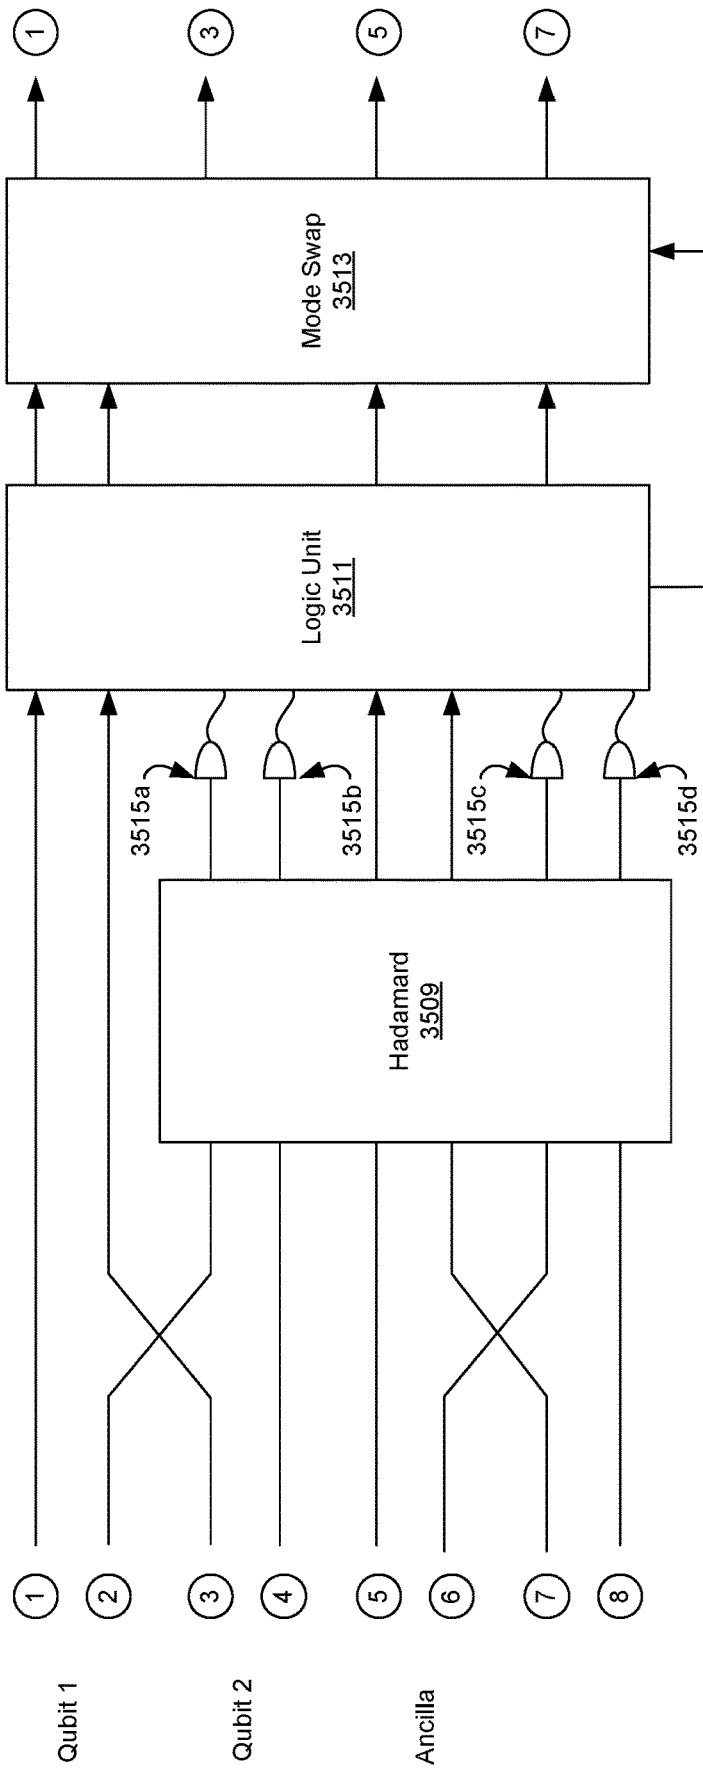 Qubit 1
Qubit 2
Ancilla
1
2
3
4
5
6
7
8
Hadamard
3509
3515a
3515b
3515c
3515d
Logic Unit
3511
Mode Swap
3513
1
3
5
7